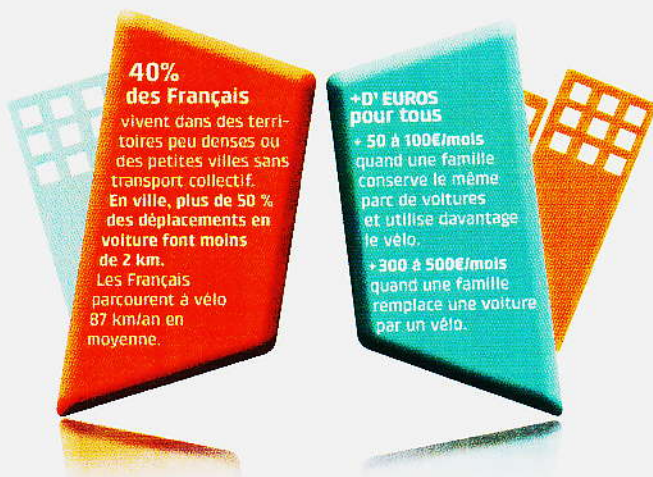 40%
des Français
vivent dans des terri-
toires peu denses ou
des petites villes sans
transport collectif.
En ville, plus de 50 %
des déplacements en
voiture font moins
de 2 km.
Les Français
parcourent à vélo
87 km/an en
moyenne.
+D'EUROS
pour tous
+ 50 à 100€/mois
quand une famille
conserve le même
parc de voitures
et utilise davantage
le vélo.
+300 à 500€/mois
quand une famille
remplace une voiture
par un vélo.